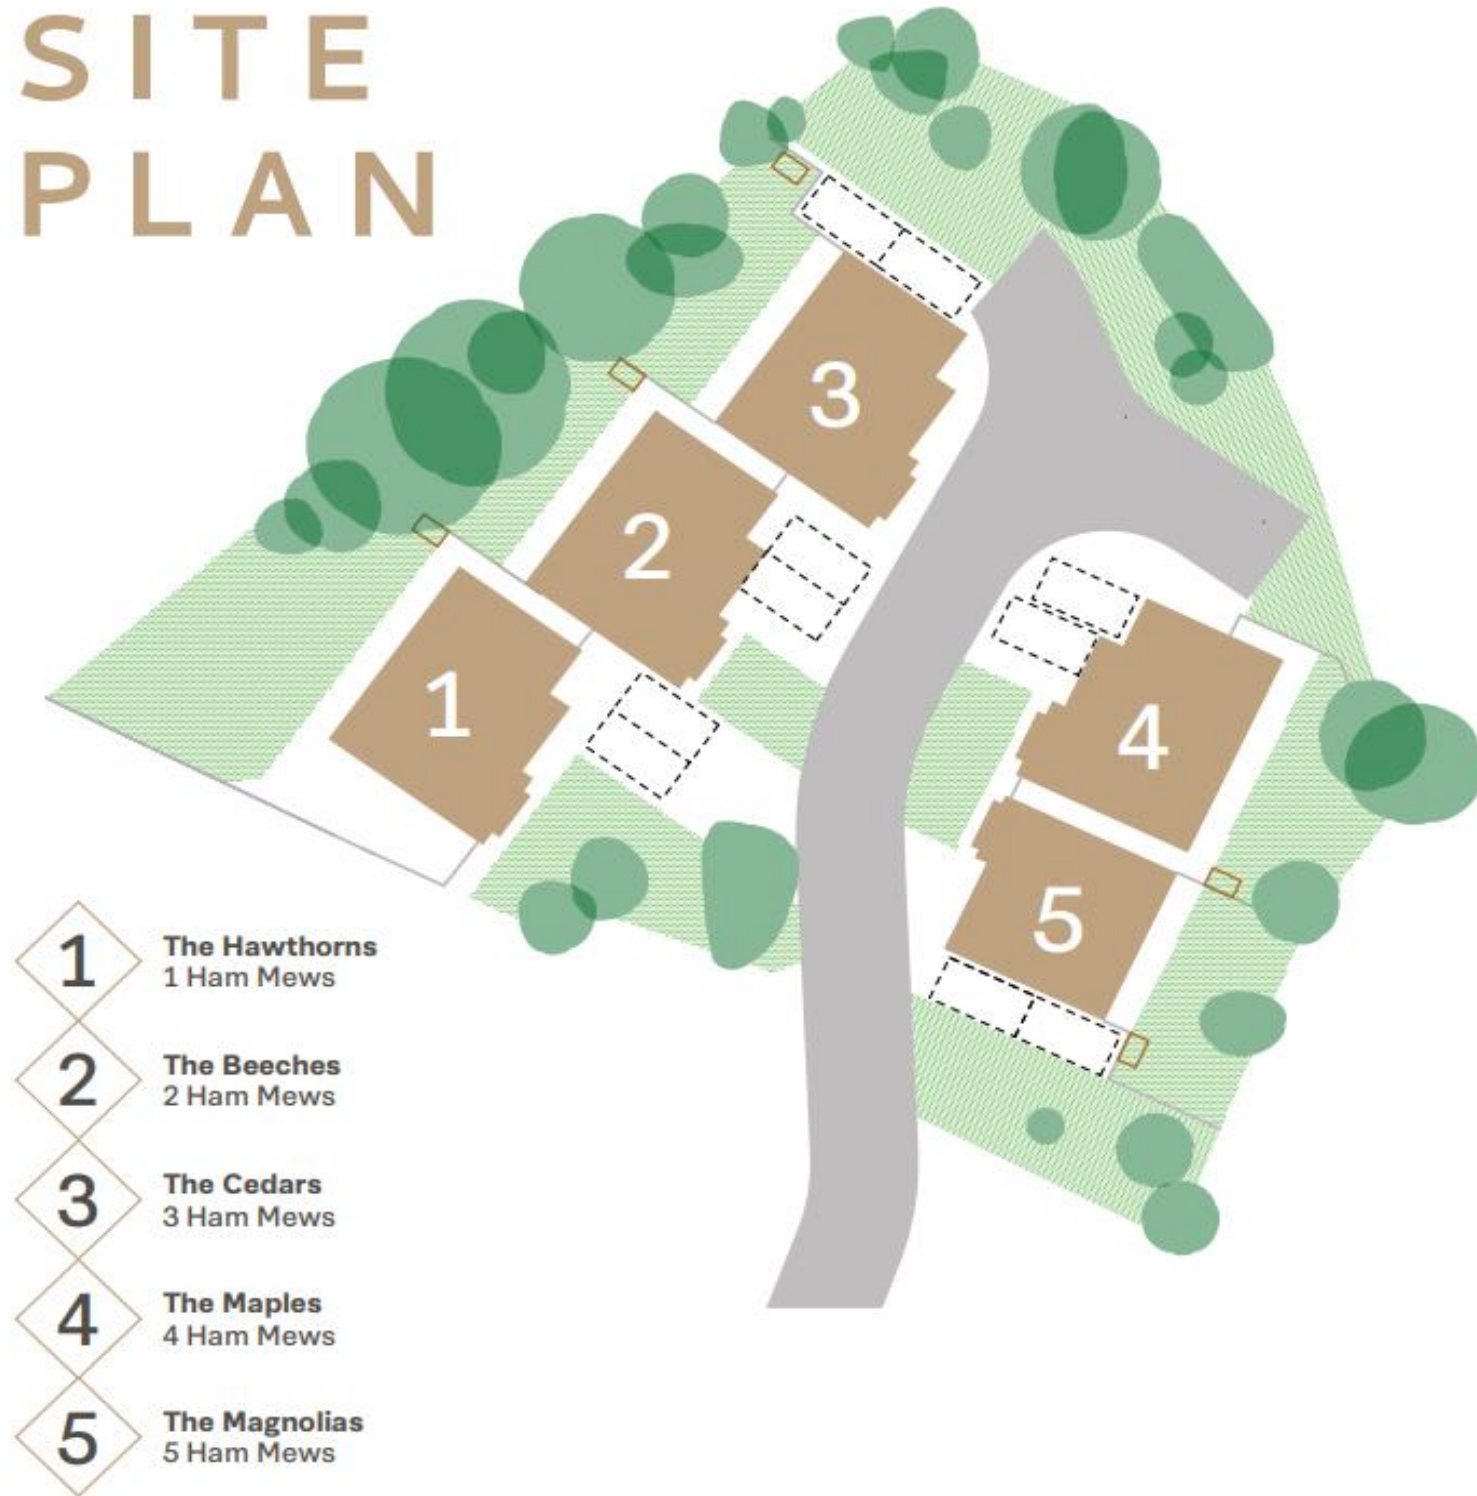 SITE
PLAN
3
2
1
4
5
1
The Hawthorns
1 Ham Mews
2
The Beeches
2 Ham Mews
3
The Cedars
3 Ham Mews
4
The Maples
4 Ham Mews
5
The Magnolias
5 Ham Mews